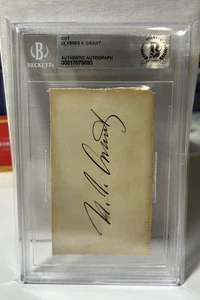 BECKETT®
CUT
ULYSSES S. GRANT
AUTHENTIC AUTOGRAPH
U. S. Grant